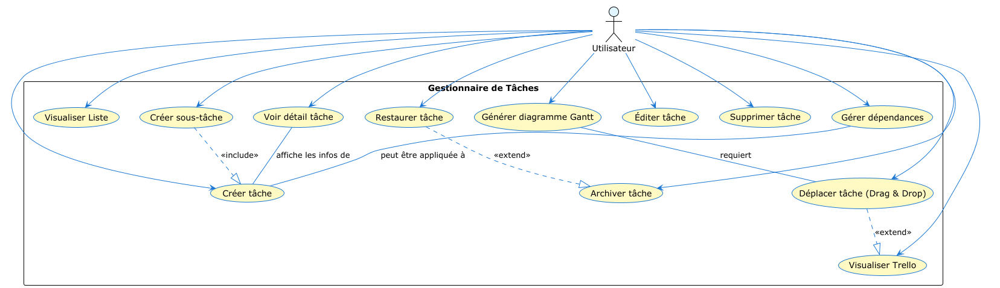 Utilisateur
Gestionnaire de Tâches
Visualiser Liste
Créer sous-tâche
Voir détail tâche
Restaurer tâche
Générer diagramme Gantt
Éditer tâche
Supprimer tâche
Gérer dépendances
«include»
affiche les infos de
peut être appliquée à
«extend»
requiert
Créer tâche
Archiver tâche
Déplacer tâche (Drag & Drop)
«extend»
Visualiser Trello